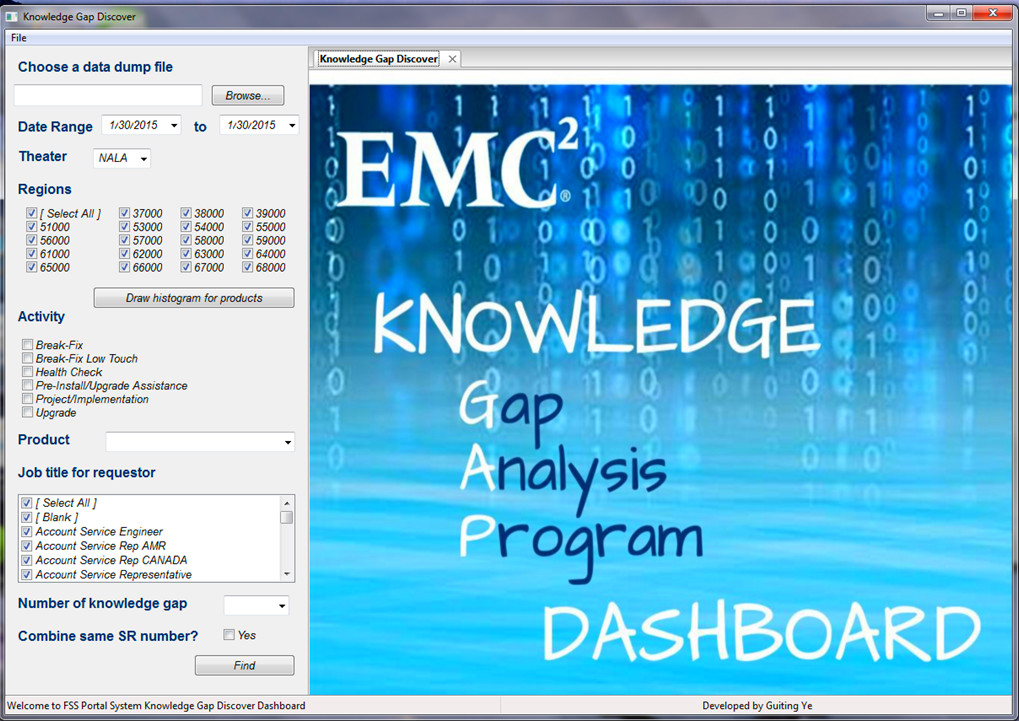 Knowledge Gap Discover
File
Choose a data dump file
Browse...
Date Range 1/30/2015 to 1/30/2015
Theater NALA
Regions
[ Select All ] 37000 38000 39000
51000 53000 54000 55000
56000 57000 58000 59000
61000 62000 63000 64000
65000 66000 67000 68000
Draw histogram for products
Activity
Break-Fix
Break-Fix Low Touch
Health Check
Pre-Install/Upgrade Assistance
Project/Implementation
Upgrade
Product
Job title for requestor
[ Select All ]
[ Blank ]
Account Service Engineer
Account Service Rep AMR
Account Service Rep CANADA
Account Service Representative
Number of knowledge gap
Combine same SR number? Yes
Find
Knowledge Gap Discover
EMC²®
KNOWLEDGE
Gap
Analysis
Program
DASHBOARD
Welcome to FSS Portal System Knowledge Gap Discover Dashboard
Developed by Guiting Ye